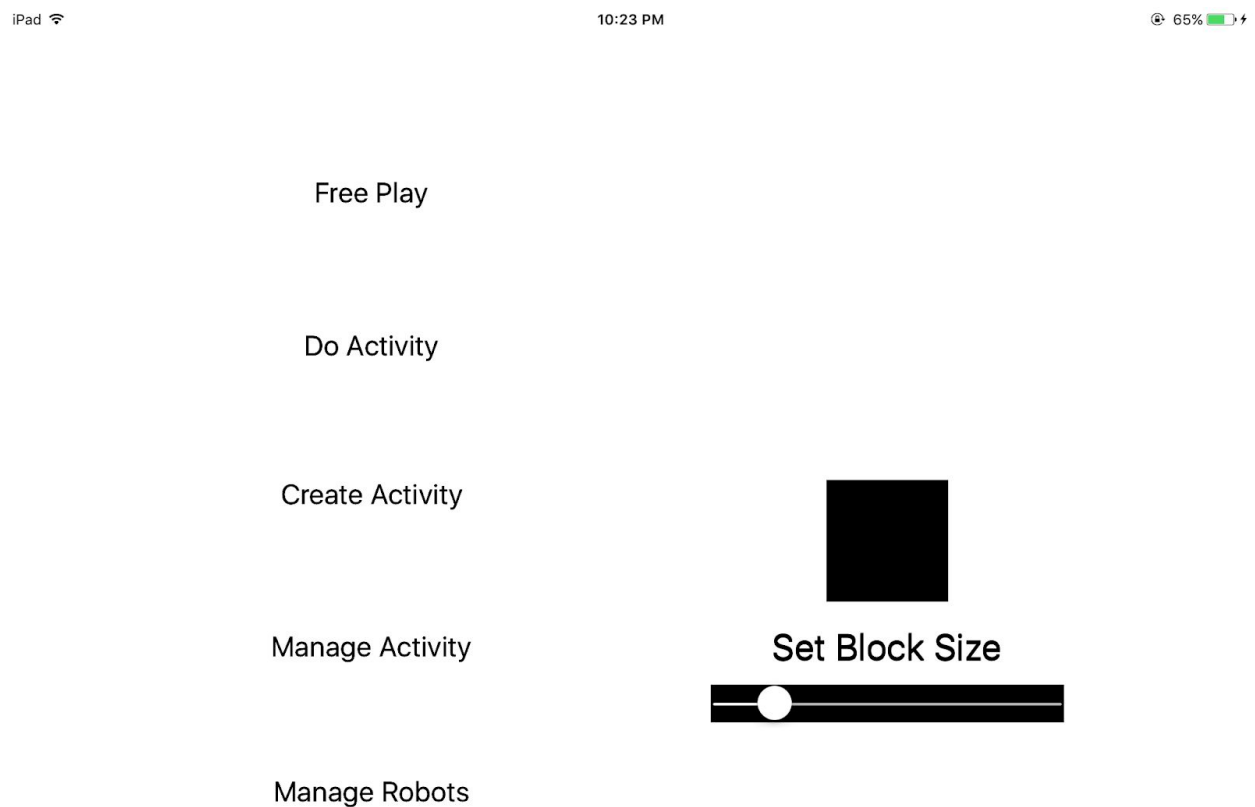 iPad
10:23 PM
65%
Free Play
Do Activity
Create Activity
Manage Activity
Set Block Size
Manage Robots